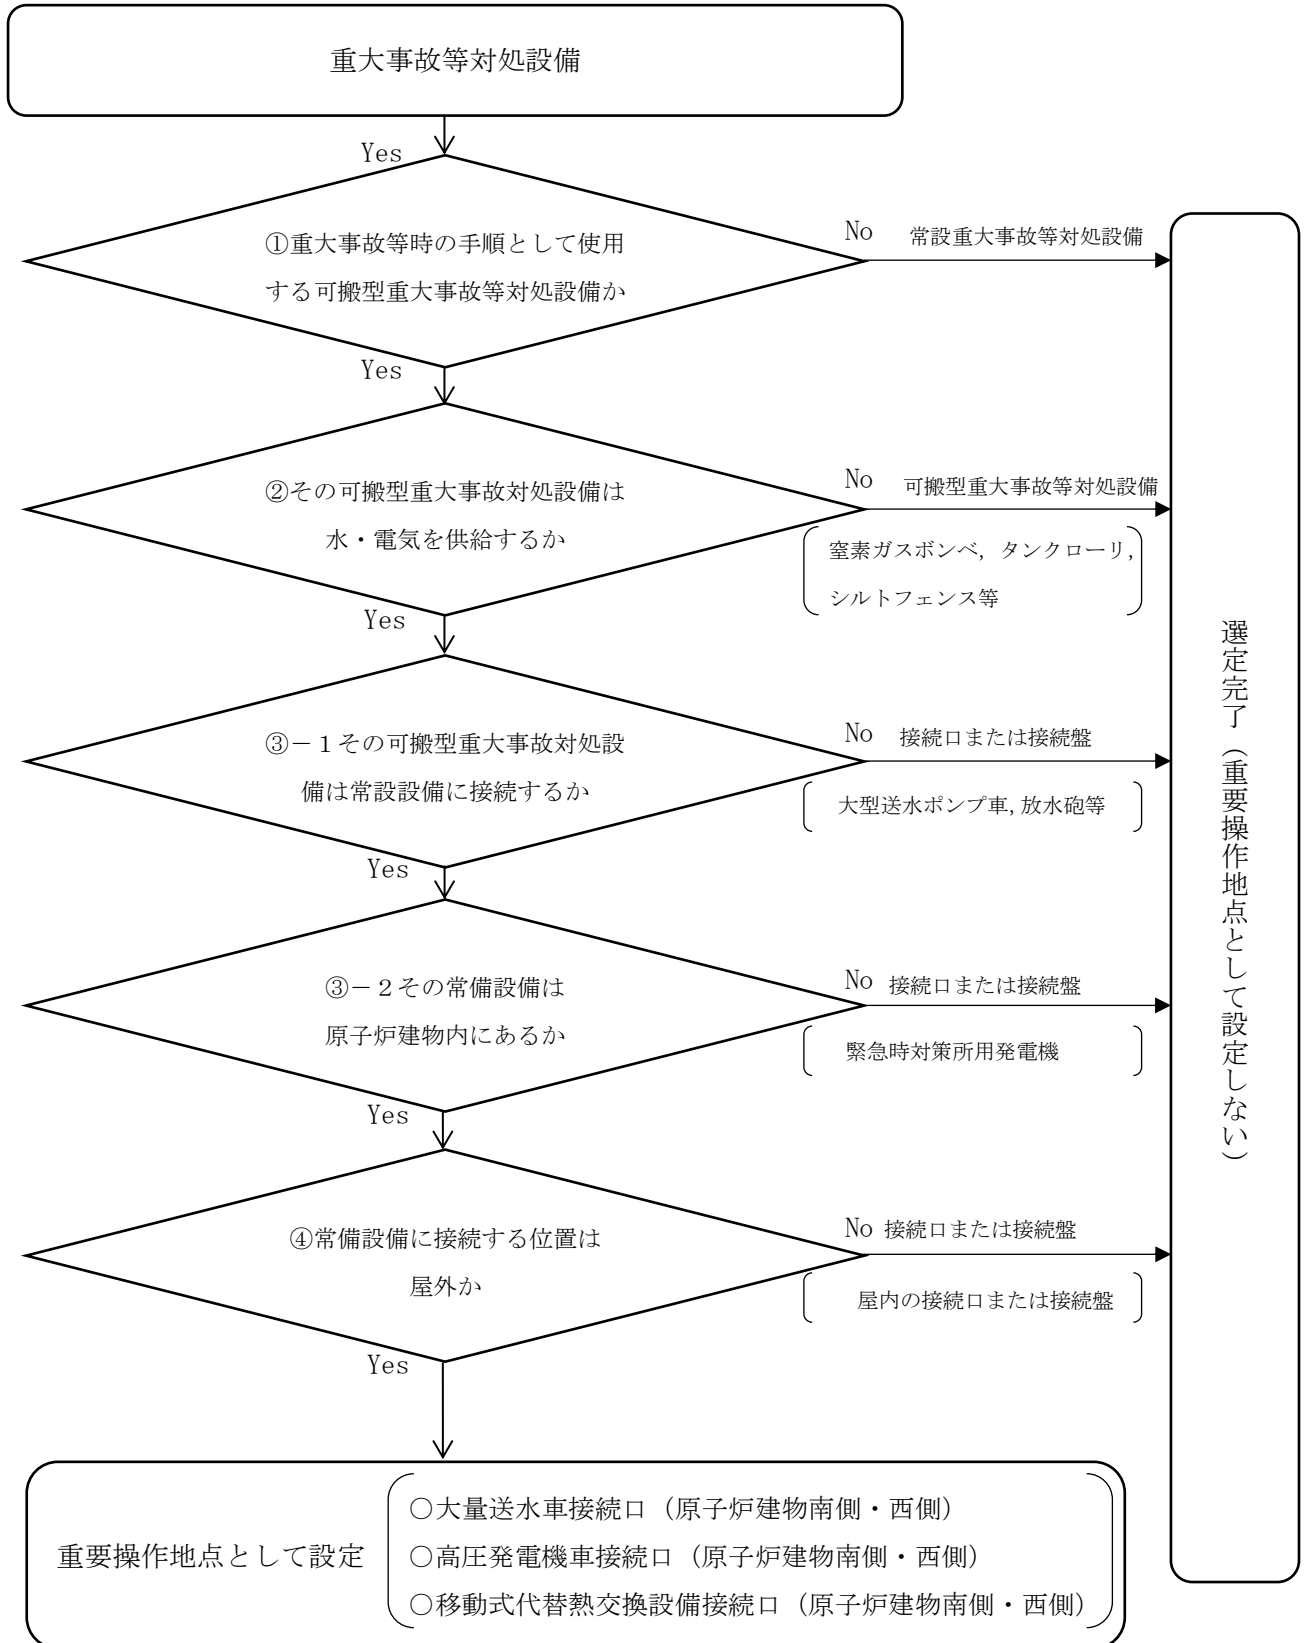 重大事故等対処設備
Yes
①重大事故等時の手順として使用
する可搬型重大事故等対処設備か
No 常設重大事故等対処設備
Yes
②その可搬型重大事故対処設備は
水・電気を供給するか
No 可搬型重大事故等対処設備
窒素ガスボンベ，タンクローリ，
シルトフェンス等
Yes
③－１その可搬型重大事故対処設
備は常設設備に接続するか
No 接続口または接続盤
大型送水ポンプ車,放水砲等
Yes
③－２その常備設備は
原子炉建物内にあるか
No 接続口または接続盤
緊急時対策所用発電機
Yes
④常備設備に接続する位置は
屋外か
No 接続口または接続盤
屋内の接続口または接続盤
Yes
重要操作地点として設定
○大量送水車接続口（原子炉建物南側・西側）
○高圧発電機車接続口（原子炉建物南側・西側）
○移動式代替熱交換設備接続口（原子炉建物南側・西側）
選定完了（重要操作地点として設定しない）